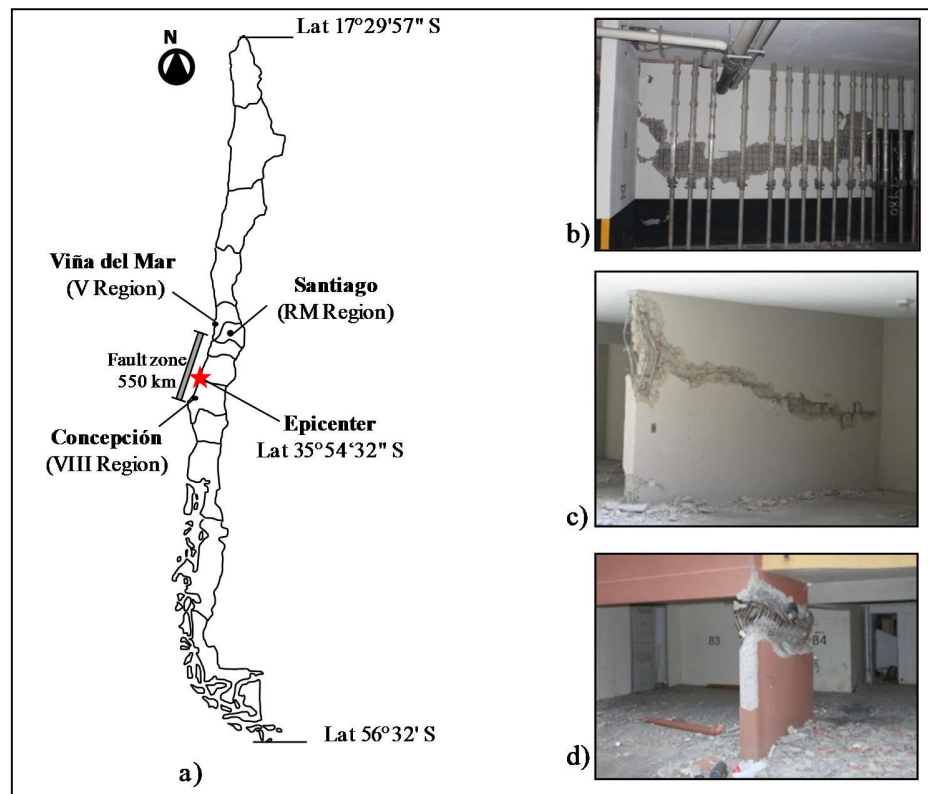 N
Lat 17°29'57" S
Viña del Mar
(V Region)
Santiago
(RM Region)
Fault zone
550 km
Epicenter
Lat 35°54‘32" S
Concepción
(VIII Region)
Lat 56°32' S
a)
b)
c)
d)
83
84